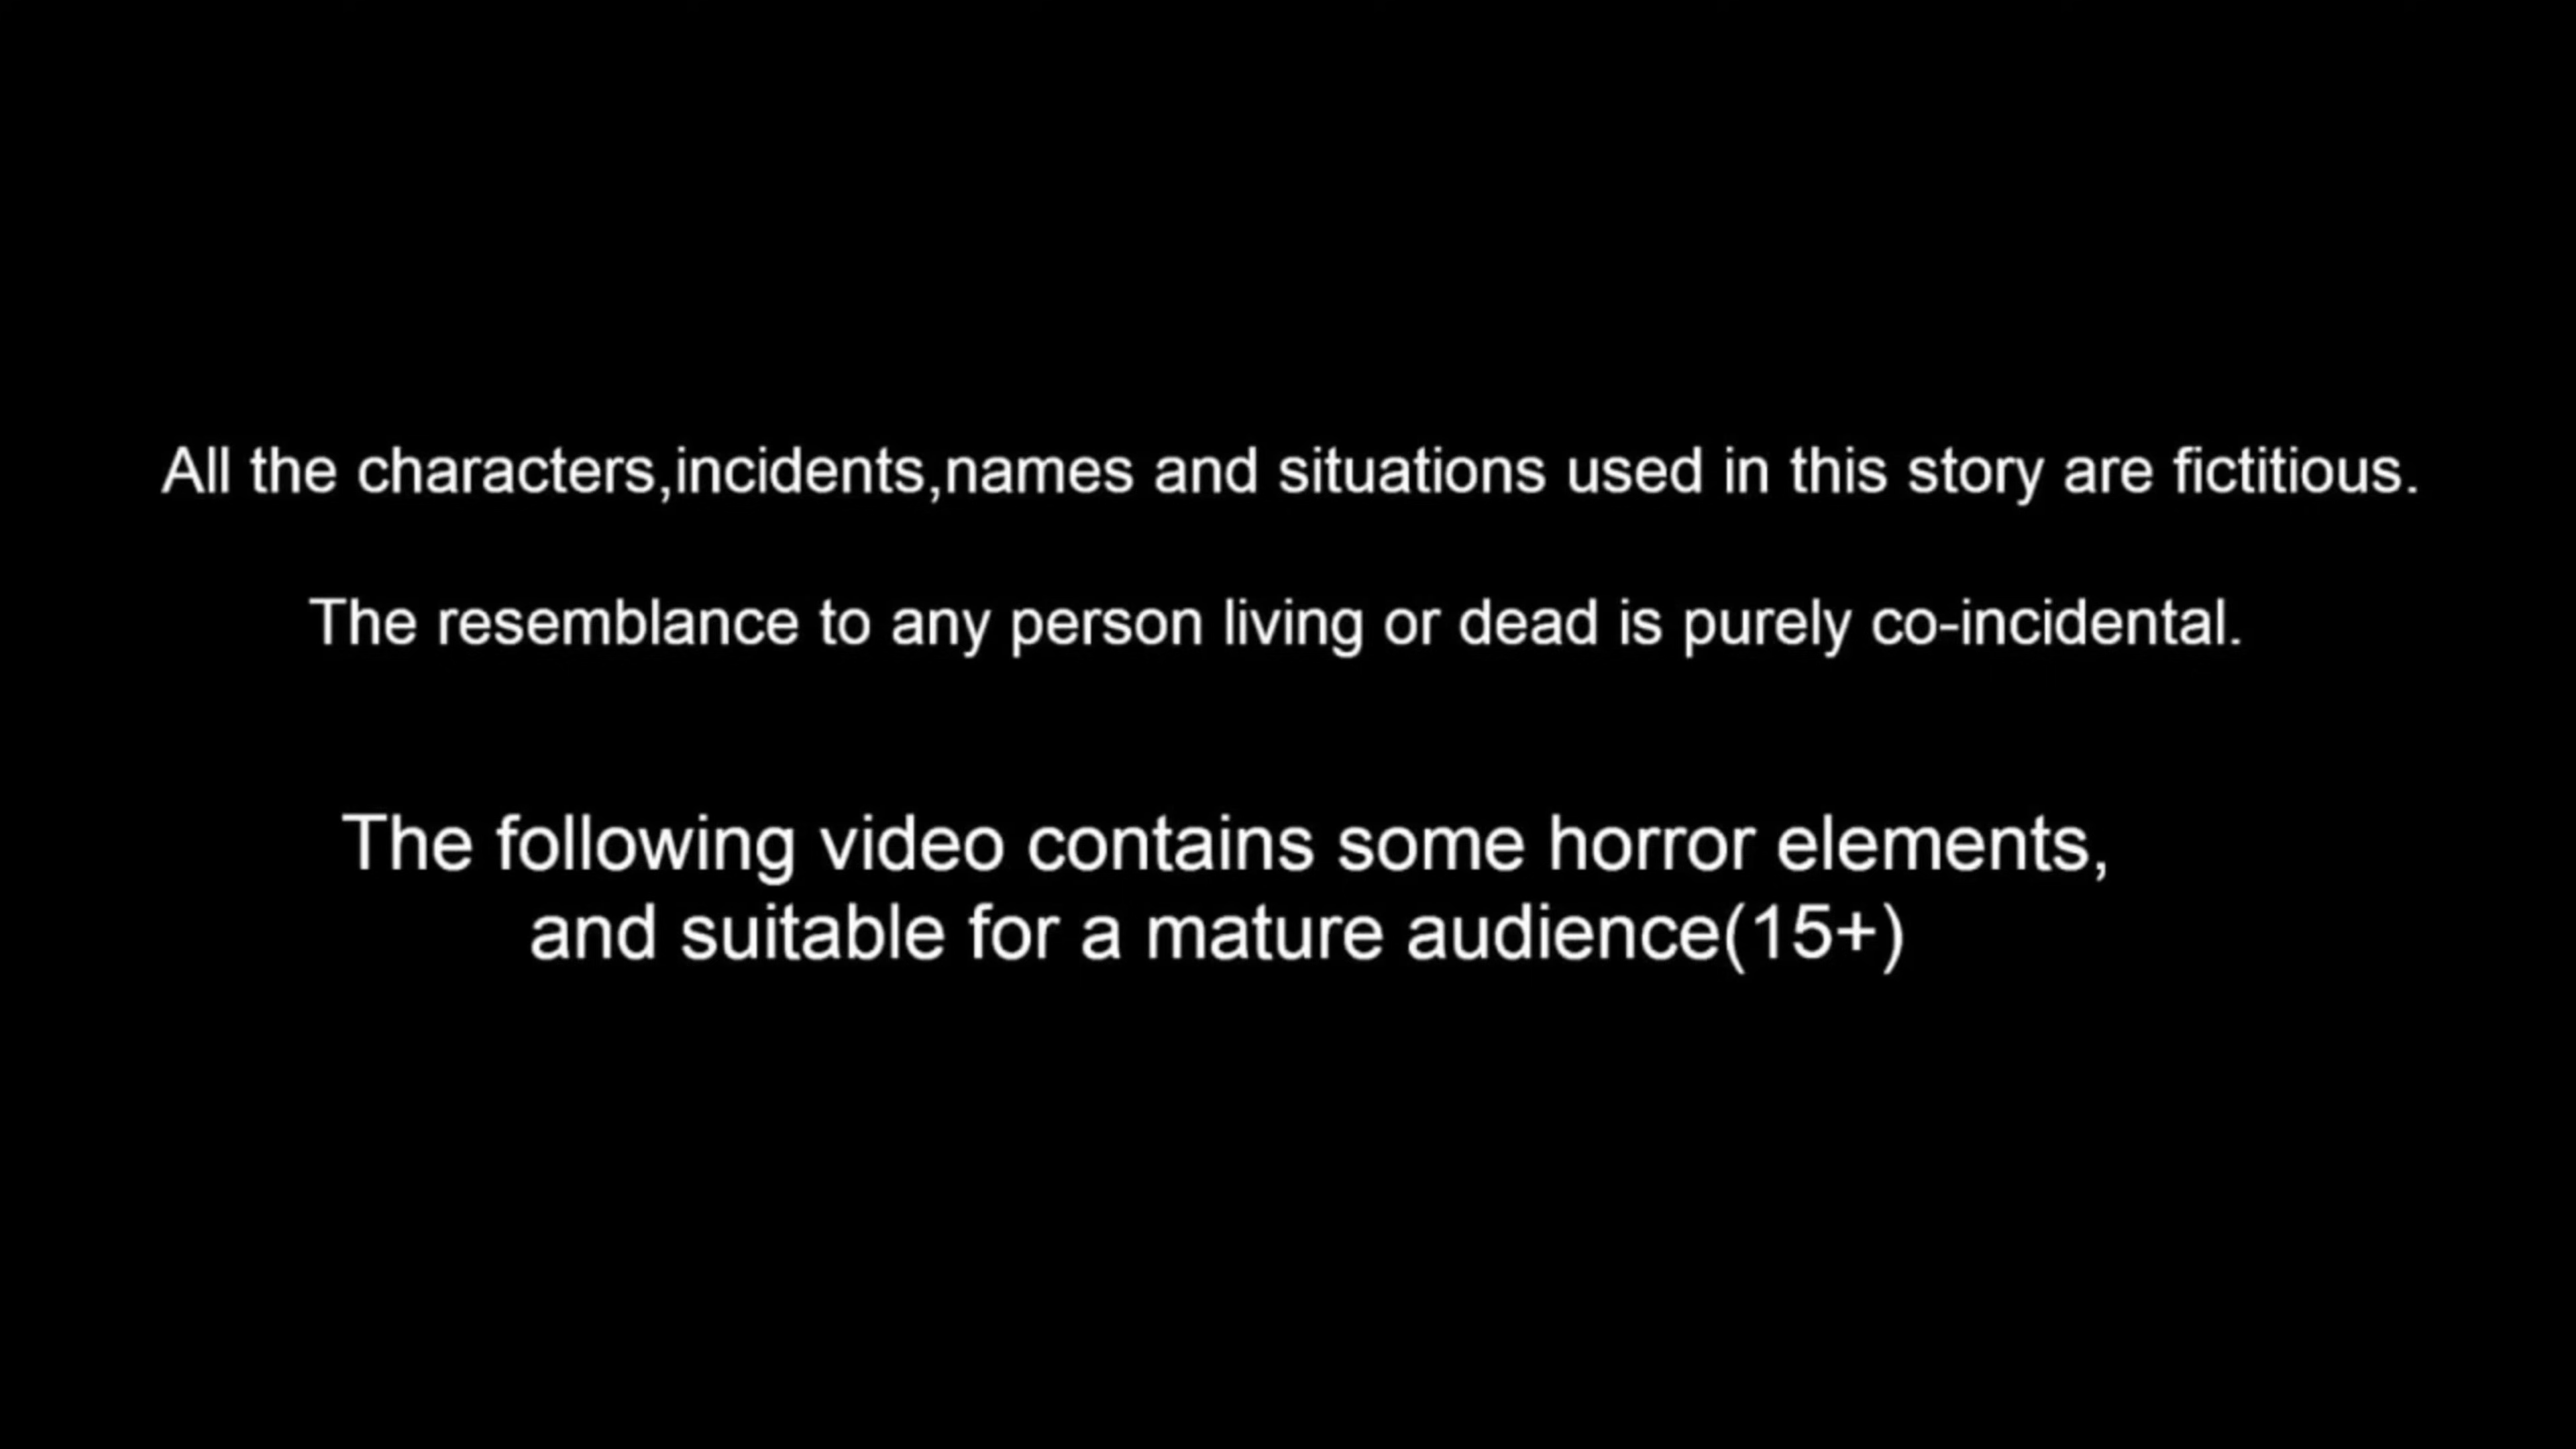 All the characters,incidents,names and situations used in this story are fictitious.
The resemblance to any person living or dead is purely co-incidental.
The following video contains some horror elements,
and suitable for a mature audience(15+)